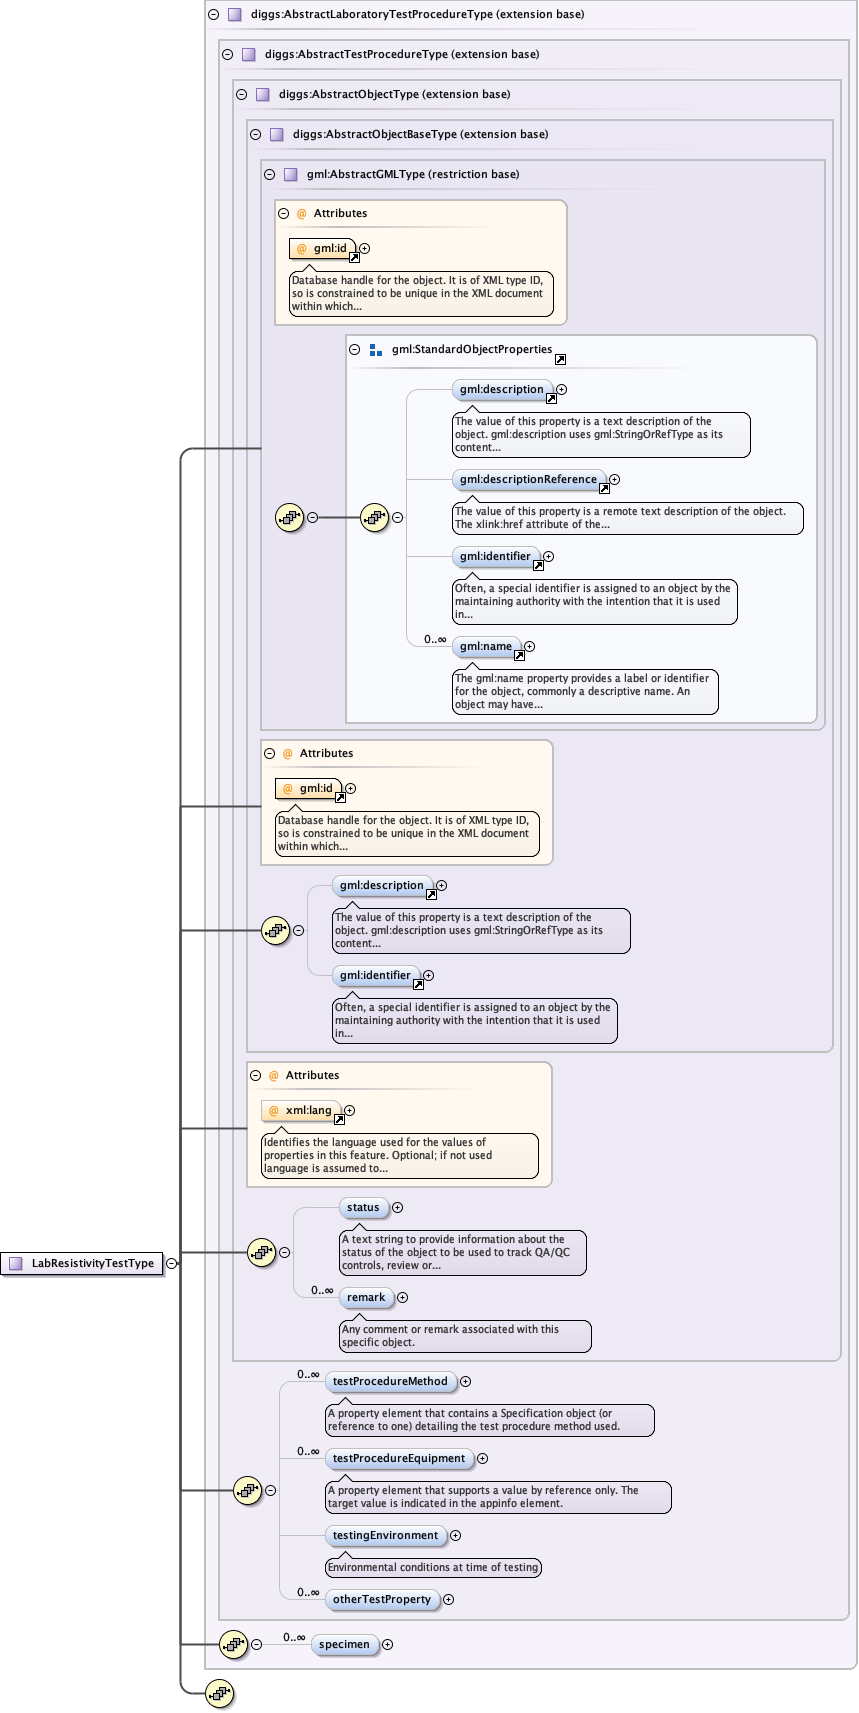 diggs:AbstractLaboratoryTestProcedureType (extension base)
diggs:AbstractTestProcedureType (extension base)
diggs:AbstractObjectType (extension base)
diggs:AbstractObjectBaseType (extension base)
gml:AbstractGMLType (restriction base)
@ Attributes
@ gml:id
Database handle for the object. It is of XML type ID,
so is constrained to be unique in the XML document
within which...
gml:StandardObjectProperties
gml:description
The value of this property is a text description of the
object. gml:description uses gml:StringOrRefType as its
content...
gml:descriptionReference
The value of this property is a remote text description of the object.
The xlink:href attribute of the...
gml:identifier
Often, a special identifier is assigned to an object by the
maintaining authority with the intention that it is used
in...
0..∞
gml:name
The gml:name property provides a label or identifier
for the object, commonly a descriptive name. An
object may have...
@ Attributes
@ gml:id
Database handle for the object. It is of XML type ID,
so is constrained to be unique in the XML document
within which...
gml:description
The value of this property is a text description of the
object. gml:description uses gml:StringOrRefType as its
content...
gml:identifier
Often, a special identifier is assigned to an object by the
maintaining authority with the intention that it is used
in...
@ Attributes
@ xml:lang
Identifies the language used for the values of
properties in this feature. Optional; if not used
language is assumed to...
status
A text string to provide information about the
status of the object to be used to track QA/QC
controls, review or...
LabResistivityTestType
0..∞
remark
Any comment or remark associated with this
specific object.
0..∞
testProcedureMethod
A property element that contains a Specification object (or
reference to one) detailing the test procedure method used.
0..∞
testProcedureEquipment
A property element that supports a value by reference only. The
target value is indicated in the appinfo element.
testingEnvironment
Environmental conditions at time of testing
0..∞
otherTestProperty
0..∞
specimen